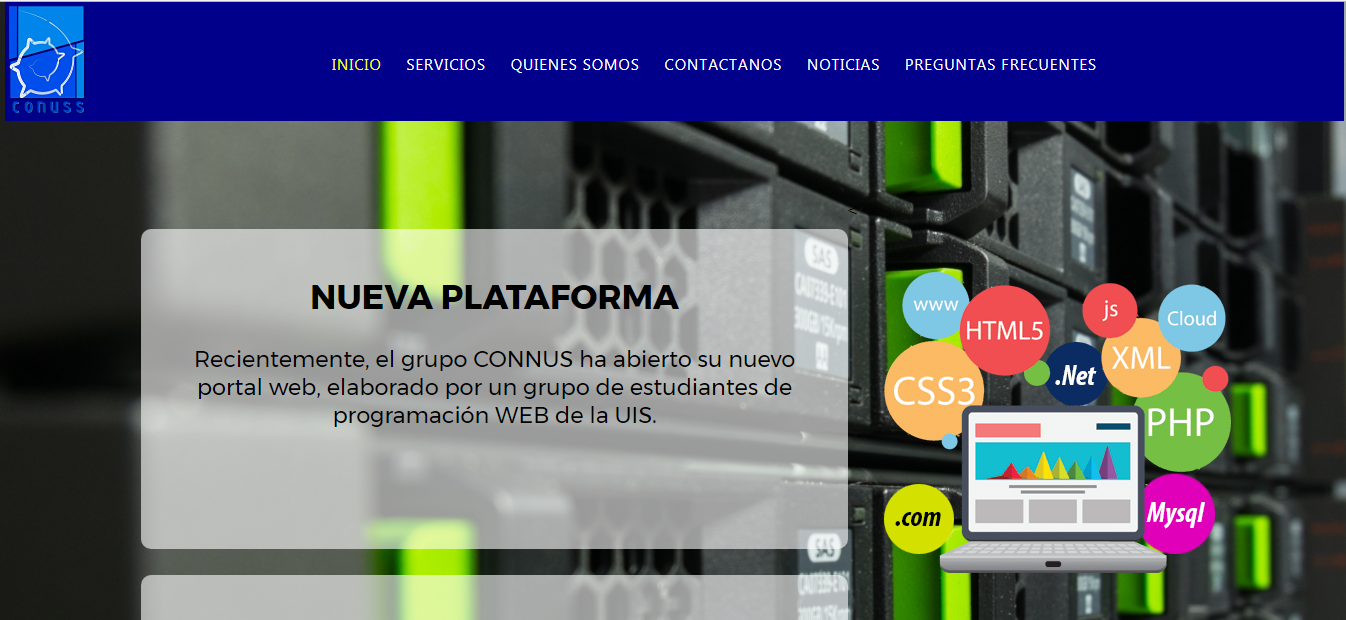 conuss
INICIO SERVICIOS QUIENES SOMOS CONTACTANOS NOTICIAS PREGUNTAS FRECUENTES
NUEVA PLATAFORMA
Recientemente, el grupo CONNUS ha abierto su nuevo
portal web, elaborado por un grupo de estudiantes de
programación WEB de la UIS.
SAS
www
HTML5
js
Cloud
CSS3
.Net
XML
PHP
.com
Mysql
SAS